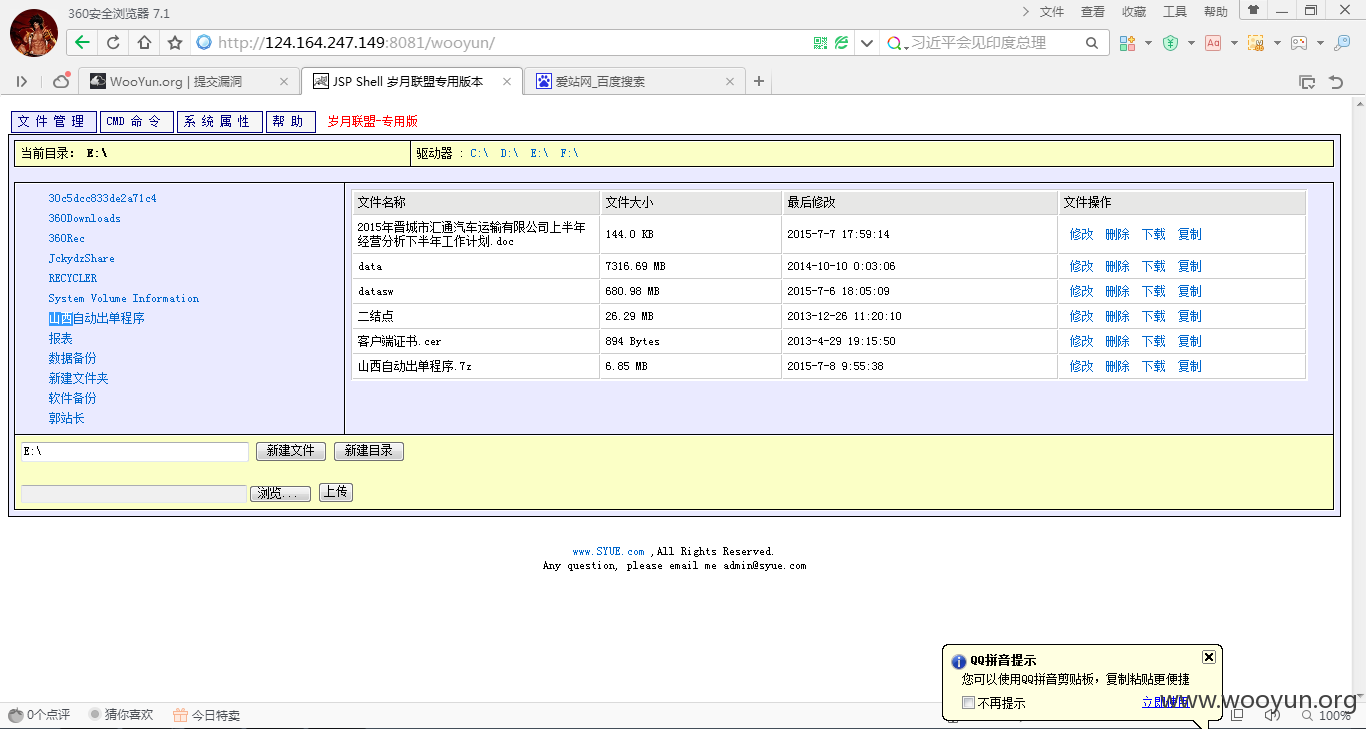 360安全浏览器 7.1
文件 查看 收藏 工具 帮助
http://124.164.247.149:8081/wooyun/
习近平会见印度总理
WooYun.org | 提交漏洞
JSP Shell 岁月联盟专用版本
爱站网_百度搜索
文件管理 CMD 命令 系统属性 帮助 岁月联盟-专用版
当前目录: E:\
驱动器 : C:\ D:\ E:\ F:\
30c5dcc833de2a71c4
360Downloads
360Rec
JckydzShare
RECYCLER
System Volume Information
山西自动出单程序
报表
数据备份
新建文件夹
软件备份
郭站长
文件名称 文件大小 最后修改 文件操作
2015年晋城市汇通汽车运输有限公司上半年
经营分析下半年工作计划.doc 144.0 KB 2015-7-7 17:59:14 修改 删除 下载 复制
data 7316.69 MB 2014-10-10 0:03:06 修改 删除 下载 复制
datasw 680.98 MB 2015-7-6 18:05:09 修改 删除 下载 复制
二结点 26.29 MB 2013-12-26 11:20:10 修改 删除 下载 复制
客户端证书.cer 894 Bytes 2013-4-29 19:15:50 修改 删除 下载 复制
山西自动出单程序.7z 6.85 MB 2015-7-8 9:55:38 修改 删除 下载 复制
E:\ 新建文件 新建目录
浏览... 上传
www.SYUE.com ,All Rights Reserved.
Any question, please email me admin@syue.com
QQ拼音提示
您可以使用QQ拼音剪贴板，复制粘贴更便捷
不再提示 立即使用
www.wooyun.org
0个点评 猜你喜欢 今日特卖
100%